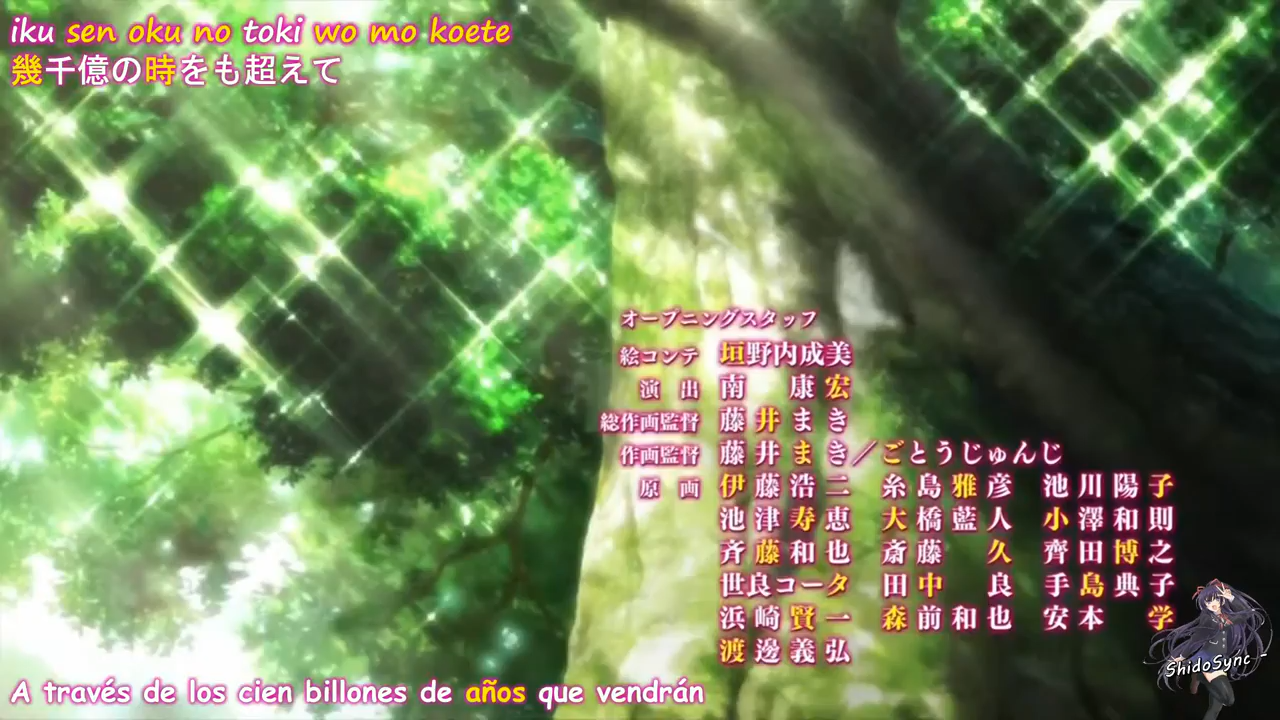 iku sen oku no toki wo mo koete
幾千億の時をも超えて
オープニングスタッフ
絵コンテ 垣野内成美
演出 南 康宏
総作画監督 藤井まき
作画監督 藤井まき／ごとうじゅんじ
原画 伊藤浩二 糸島雅彦 池川陽子
池津寿恵 大橋藍人 小澤和則
斉藤和也 斎藤 久 齊田博之
世良コータ 田中 良 手島典子
浜崎賢一 森前和也 安本 学
渡邊義弘
ShidoSync -
A través de los cien billones de años que vendrán